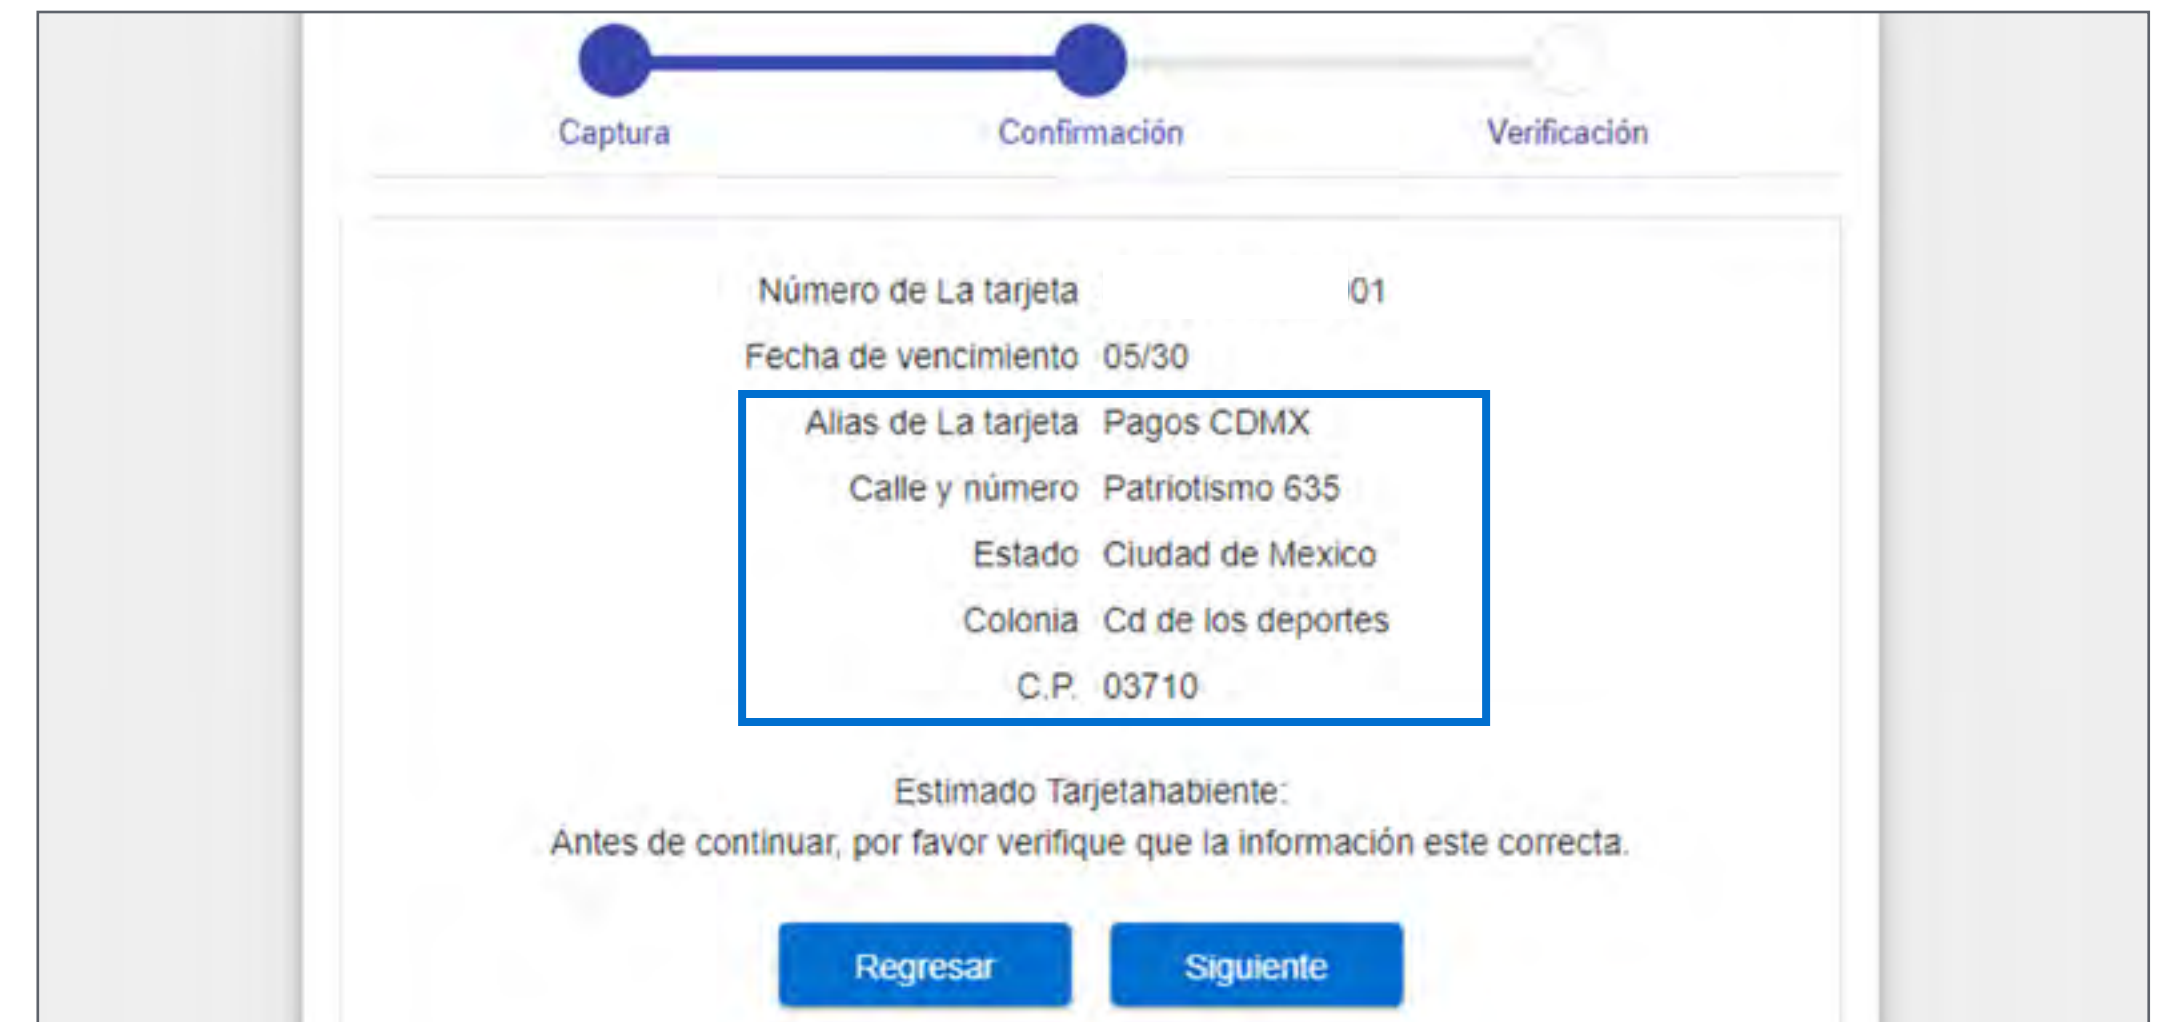 Captura Confirmación Verificación
Número de La tarjeta 01
Fecha de vencimiento 05/30
Alias de La tarjeta Pagos CDMX
Calle y número Patriotismo 635
Estado Ciudad de Mexico
Colonia Cd de los deportes
C.P. 03710
Estimado Tarjetahabiente:
Antes de continuar, por favor verifique que la información este correcta.
Regresar Siguiente